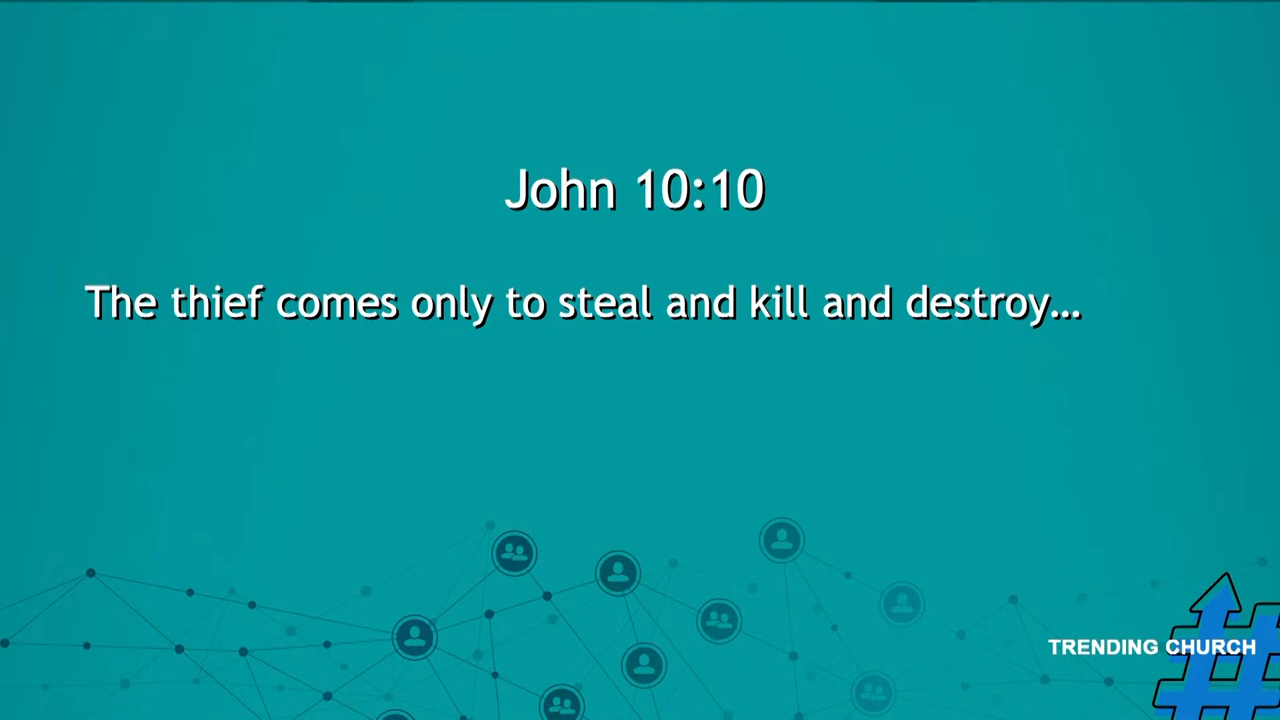 John 10:10
The thief comes only to steal and kill and destroy...
TRENDING CHURCH